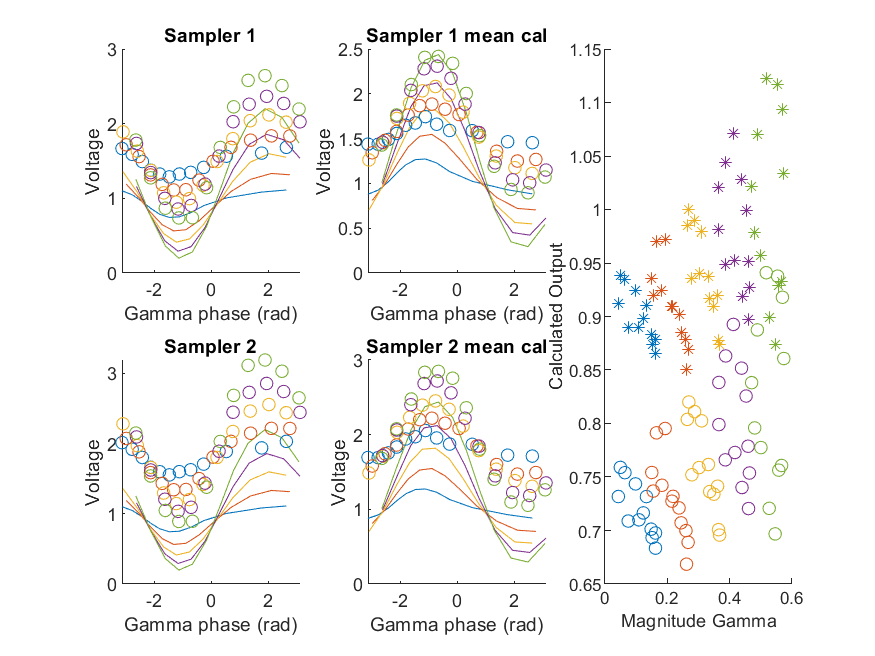 Sampler 1
3
2
1
0
Voltage
-2 0 2
Gamma phase (rad)
Sampler 1 mean cal
2.5
2
1.5
1
0.5
0
Voltage
-2 0 2
Gamma phase (rad)
Sampler 2
3
2
1
0
Voltage
-2 0 2
Gamma phase (rad)
Sampler 2 mean cal
3
2
1
0
Voltage
-2 0 2
Gamma phase (rad)
1.15
1.1
1.05
1
0.95
0.9
0.85
0.8
0.75
0.7
0.65
Calculated Output
0 0.2 0.4 0.6
Magnitude Gamma